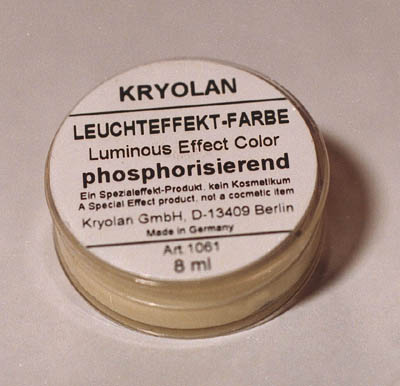 KRYOLAN
LEUCHTEFFEKT-FARBE
Luminous Effect Color
phosphorisierend
Ein Spezialeffekt-Produkt, kein Kosmetikum
A Special Effect product, not a cocmetic item
Kryolan GmbH, D-13409 Berlin
Made in Germany
Art.1061
8 ml